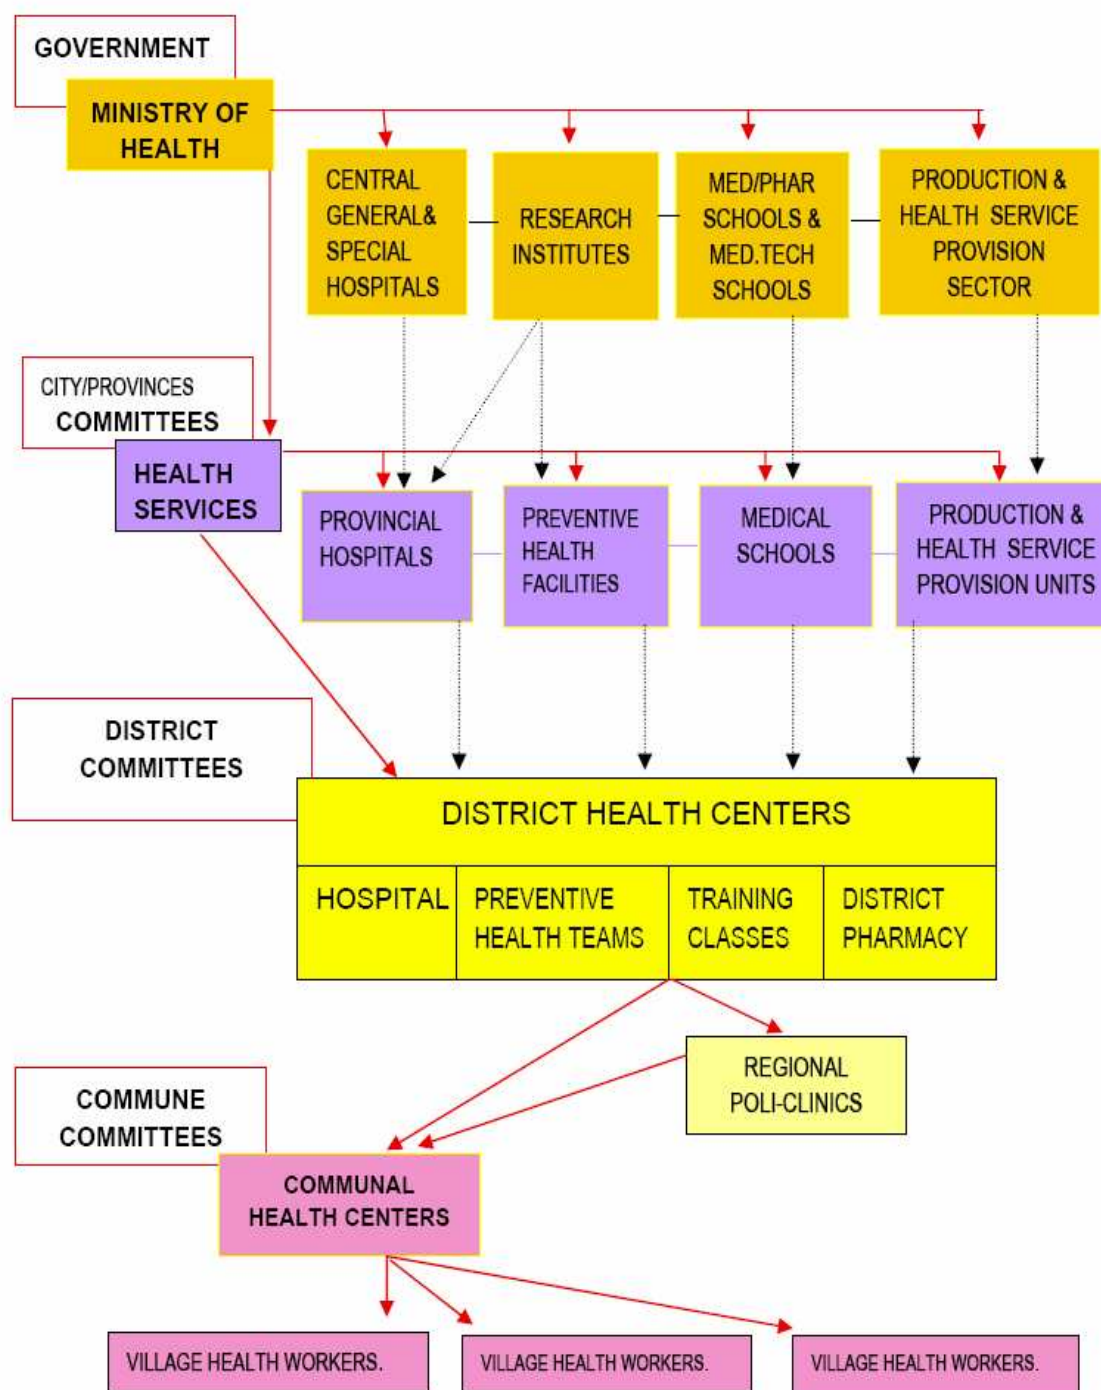 GOVERNMENT
MINISTRY OF
HEALTH
CENTRAL
GENERAL&
SPECIAL
HOSPITALS
RESEARCH
INSTITUTES
MED/PHAR
SCHOOLS &
MED.TECH
SCHOOLS
PRODUCTION &
HEALTH SERVICE
PROVISION
SECTOR
CITY/PROVINCES
COMMITTEES
HEALTH
SERVICES
PROVINCIAL
HOSPITALS
PREVENTIVE
HEALTH
FACILITIES
MEDICAL
SCHOOLS
PRODUCTION &
HEALTH SERVICE
PROVISION UNITS
DISTRICT
COMMITTEES
DISTRICT HEALTH CENTERS
HOSPITAL
PREVENTIVE
HEALTH TEAMS
TRAINING
CLASSES
DISTRICT
PHARMACY
REGIONAL
POLI-CLINICS
COMMUNE
COMMITTEES
COMMUNAL
HEALTH CENTERS
VILLAGE HEALTH WORKERS.
VILLAGE HEALTH WORKERS.
VILLAGE HEALTH WORKERS.